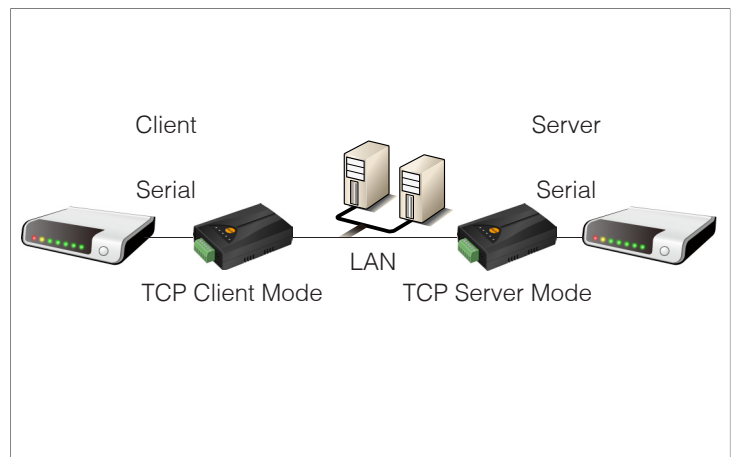 Client
Server
Serial
Serial
LAN
TCP Client Mode
TCP Server Mode